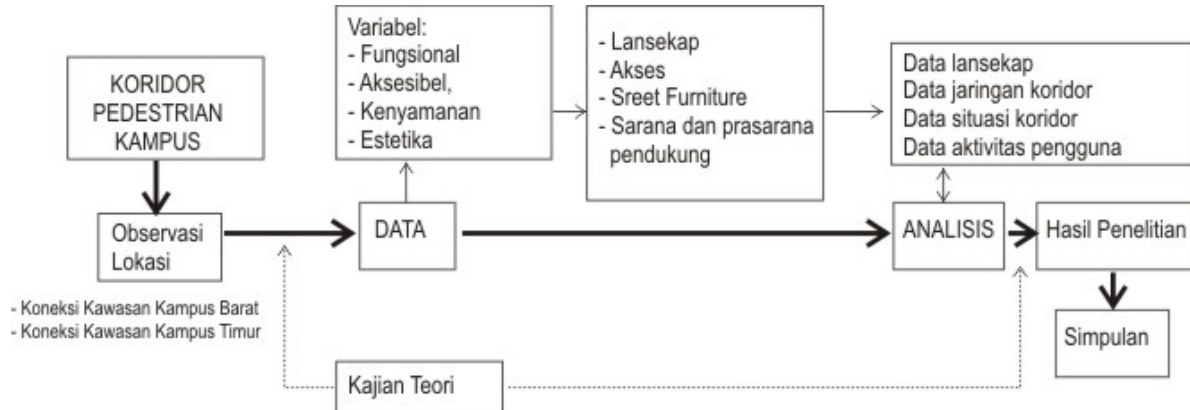 KORIDOR
PEDESTRIAN
KAMPUS
Observasi
Lokasi
- Koneksi Kawasan Kampus Barat
- Koneksi Kawasan Kampus Timur
Variabel:
- Fungsional
- Aksesibel,
- Kenyamanan
- Estetika
DATA
- Lansekap
- Akses
- Sreet Furniture
- Sarana dan prasarana
pendukung
Data lansekap
Data jaringan koridor
Data situasi koridor
Data aktivitas pengguna
ANALISIS
Hasil Penelitian
Simpulan
Kajian Teori